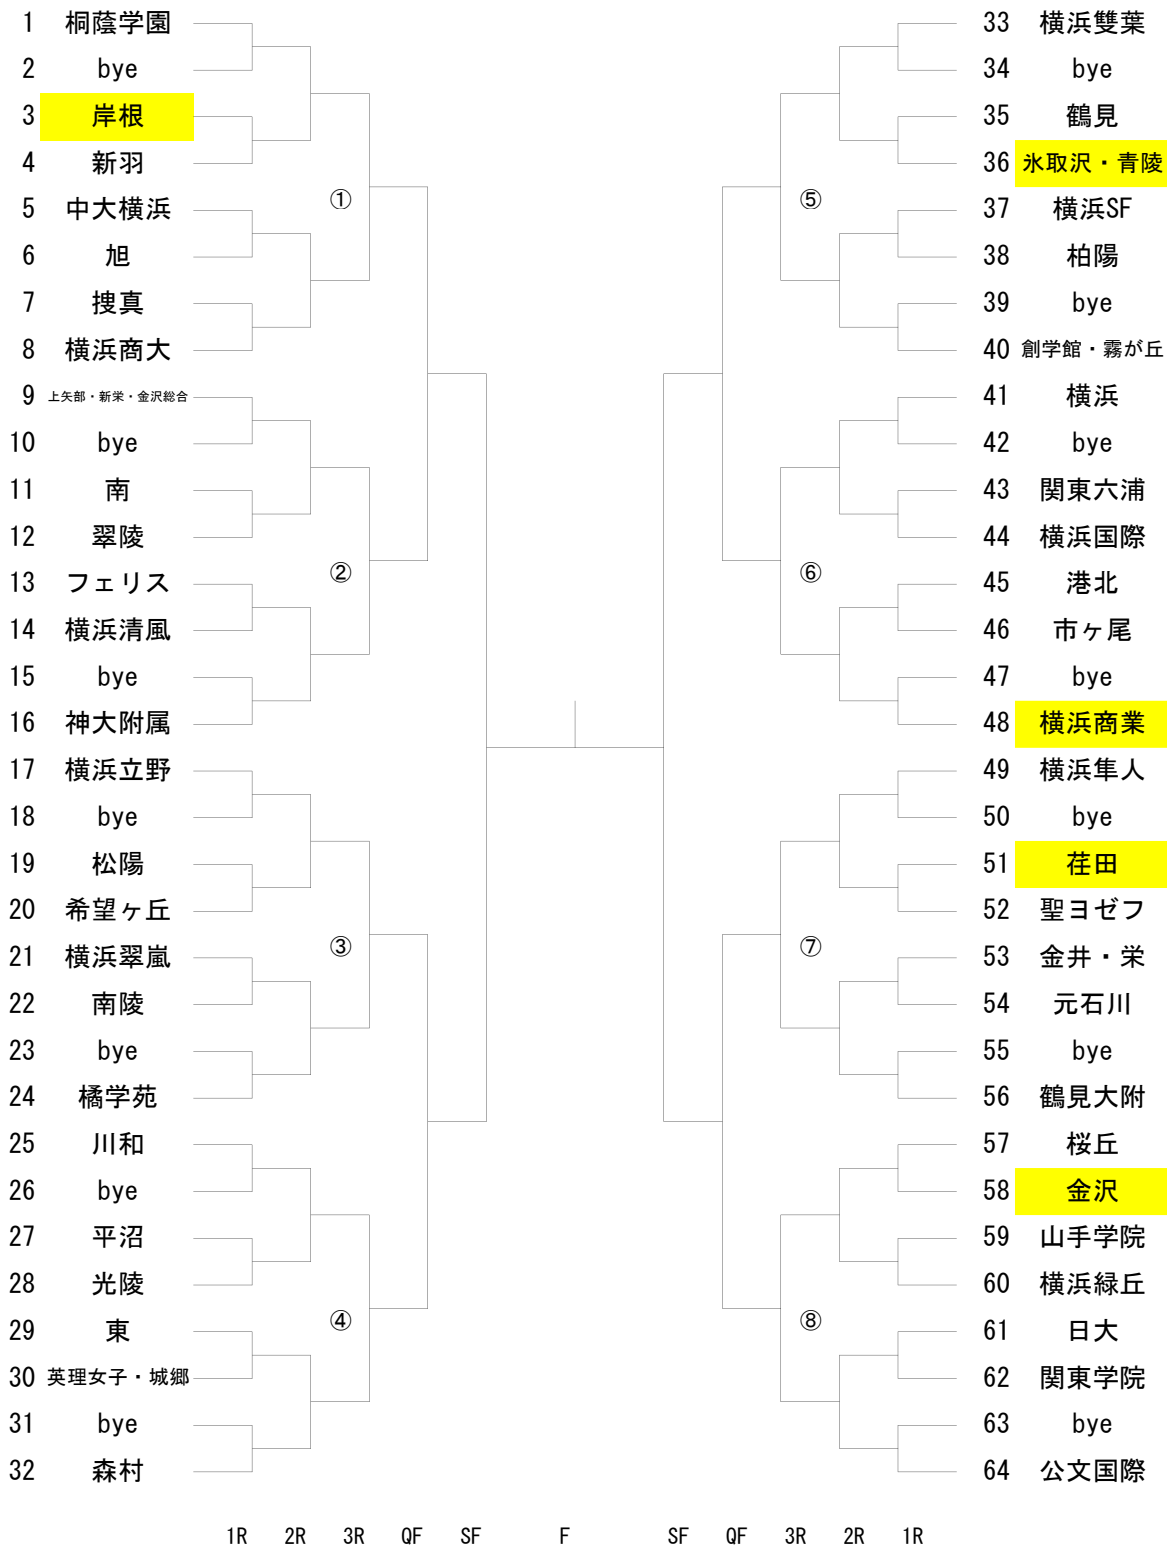 1 桐蔭学園
2 bye
3 岸根
4 新羽
5 中大横浜
6 旭
7 捜真
8 横浜商大
9 上矢部・新栄・金沢総合
10 bye
11 南
12 翠陵
13 フェリス
14 横浜清風
15 bye
16 神大附属
17 横浜立野
18 bye
19 松陽
20 希望ヶ丘
21 横浜翠嵐
22 南陵
23 bye
24 橘学苑
25 川和
26 bye
27 平沼
28 光陵
29 東
30 英理女子・城郷
31 bye
32 森村
①
②
③
④
⑤
⑥
⑦
⑧
33 横浜雙葉
34 bye
35 鶴見
36 氷取沢・青陵
37 横浜SF
38 柏陽
39 bye
40 創学館・霧が丘
41 横浜
42 bye
43 関東六浦
44 横浜国際
45 港北
46 市ヶ尾
47 bye
48 横浜商業
49 横浜隼人
50 bye
51 荏田
52 聖ヨゼフ
53 金井・栄
54 元石川
55 bye
56 鶴見大附
57 桜丘
58 金沢
59 山手学院
60 横浜緑丘
61 日大
62 関東学院
63 bye
64 公文国際
1R 2R 3R QF SF F SF QF 3R 2R 1R